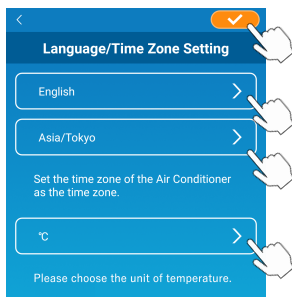 Language/Time Zone Setting
English
Asia/Tokyo
Set the time zone of the Air Conditioner
as the time zone.
℃
Please choose the unit of temperature.